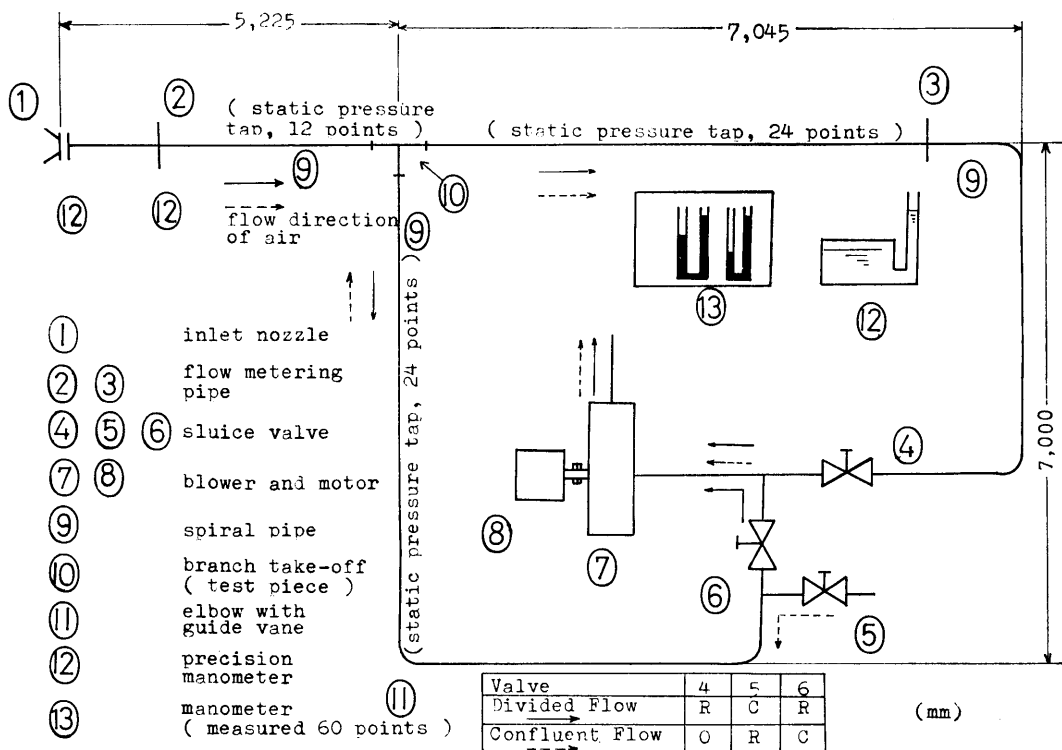 5,225
7,045
①
②
( static pressure
tap, 12 points )
( static pressure tap, 24 points )
③
⑨
⑩
⑨
⑫
⑫
flow direction
of air
⑨
(static pressure tap, 24 points )
⑬
⑫
7,000
① inlet nozzle
② ③ flow metering
pipe
④ ⑤ ⑥ sluice valve
⑦ ⑧ blower and motor
⑨ spiral pipe
⑩ branch take-off
( test piece )
⑪ elbow with
guide vane
⑫ precision
manometer
⑬ manometer
( measured 60 points )
④
⑧
⑦
⑥
⑤
⑪
Valve 4 5 6
Divided Flow R C R
Confluent Flow O R C
(mm)